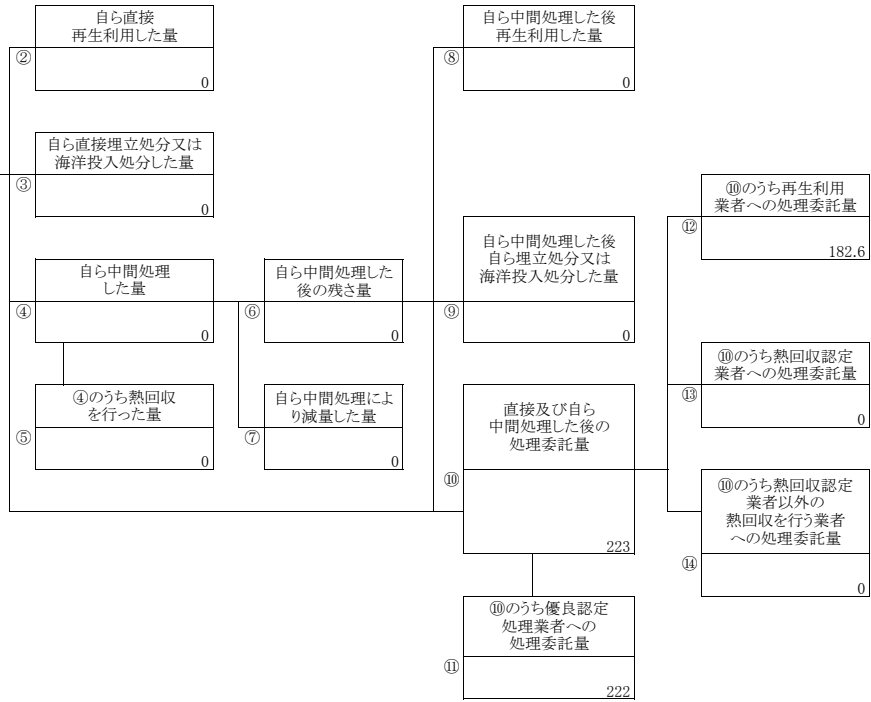 自ら直接
再生利用した量
②
0
自ら直接埋立処分又は
海洋投入処分した量
③
0
自ら中間処理
した量
④
0
④のうち熱回収
を行った量
⑤
0
自ら中間処理した
後の残さ量
⑥
0
自ら中間処理によ
り減量した量
⑦
0
自ら中間処理した後
再生利用した量
⑧
0
自ら中間処理した後
自ら埋立処分又は
海洋投入処分した量
⑨
0
直接及び自ら
中間処理した後の
処理委託量
⑩
223
⑩のうち優良認定
処理業者への
処理委託量
⑪
222
⑩のうち再生利用
業者への処理委託量
⑫
182.6
⑩のうち熱回収認定
業者への処理委託量
⑬
0
⑩のうち熱回収認定
業者以外の
熱回収を行う業者
への処理委託量
⑭
0